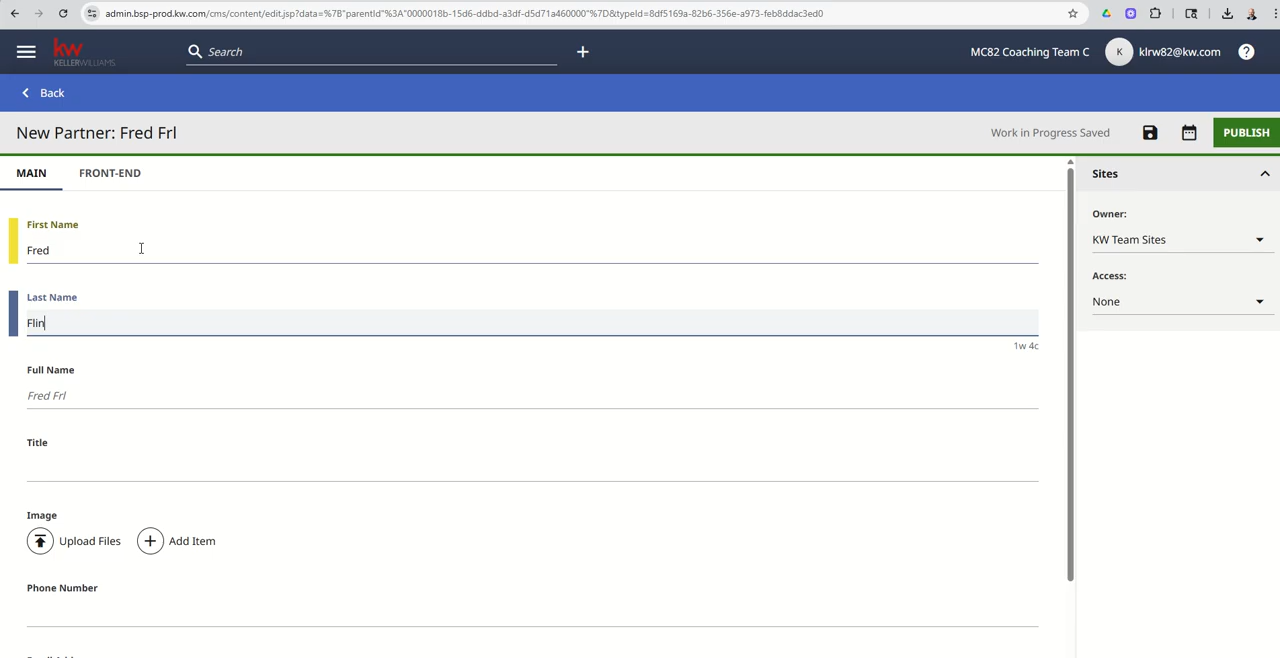 admin.bsp-prod.kw.com/cms/content/edit.jsp?data=%7B"parentId"%3A"0000018b-15d6-ddbd-a3df-d5d71a460000"%7D&typeId=8df5169a-82b6-356e-a973-feb8ddac3ed0
kw
KELLERWILLIAMS
Search
MC82 Coaching Team C
K
klrw82@kw.com
?
Back
New Partner: Fred Frl
Work in Progress Saved
PUBLISH
MAIN
FRONT-END
Sites
First Name
Fred
Owner:
KW Team Sites
Access:
None
Last Name
Flin
1w 4c
Full Name
Fred Frl
Title
Image
Upload Files
Add Item
Phone Number